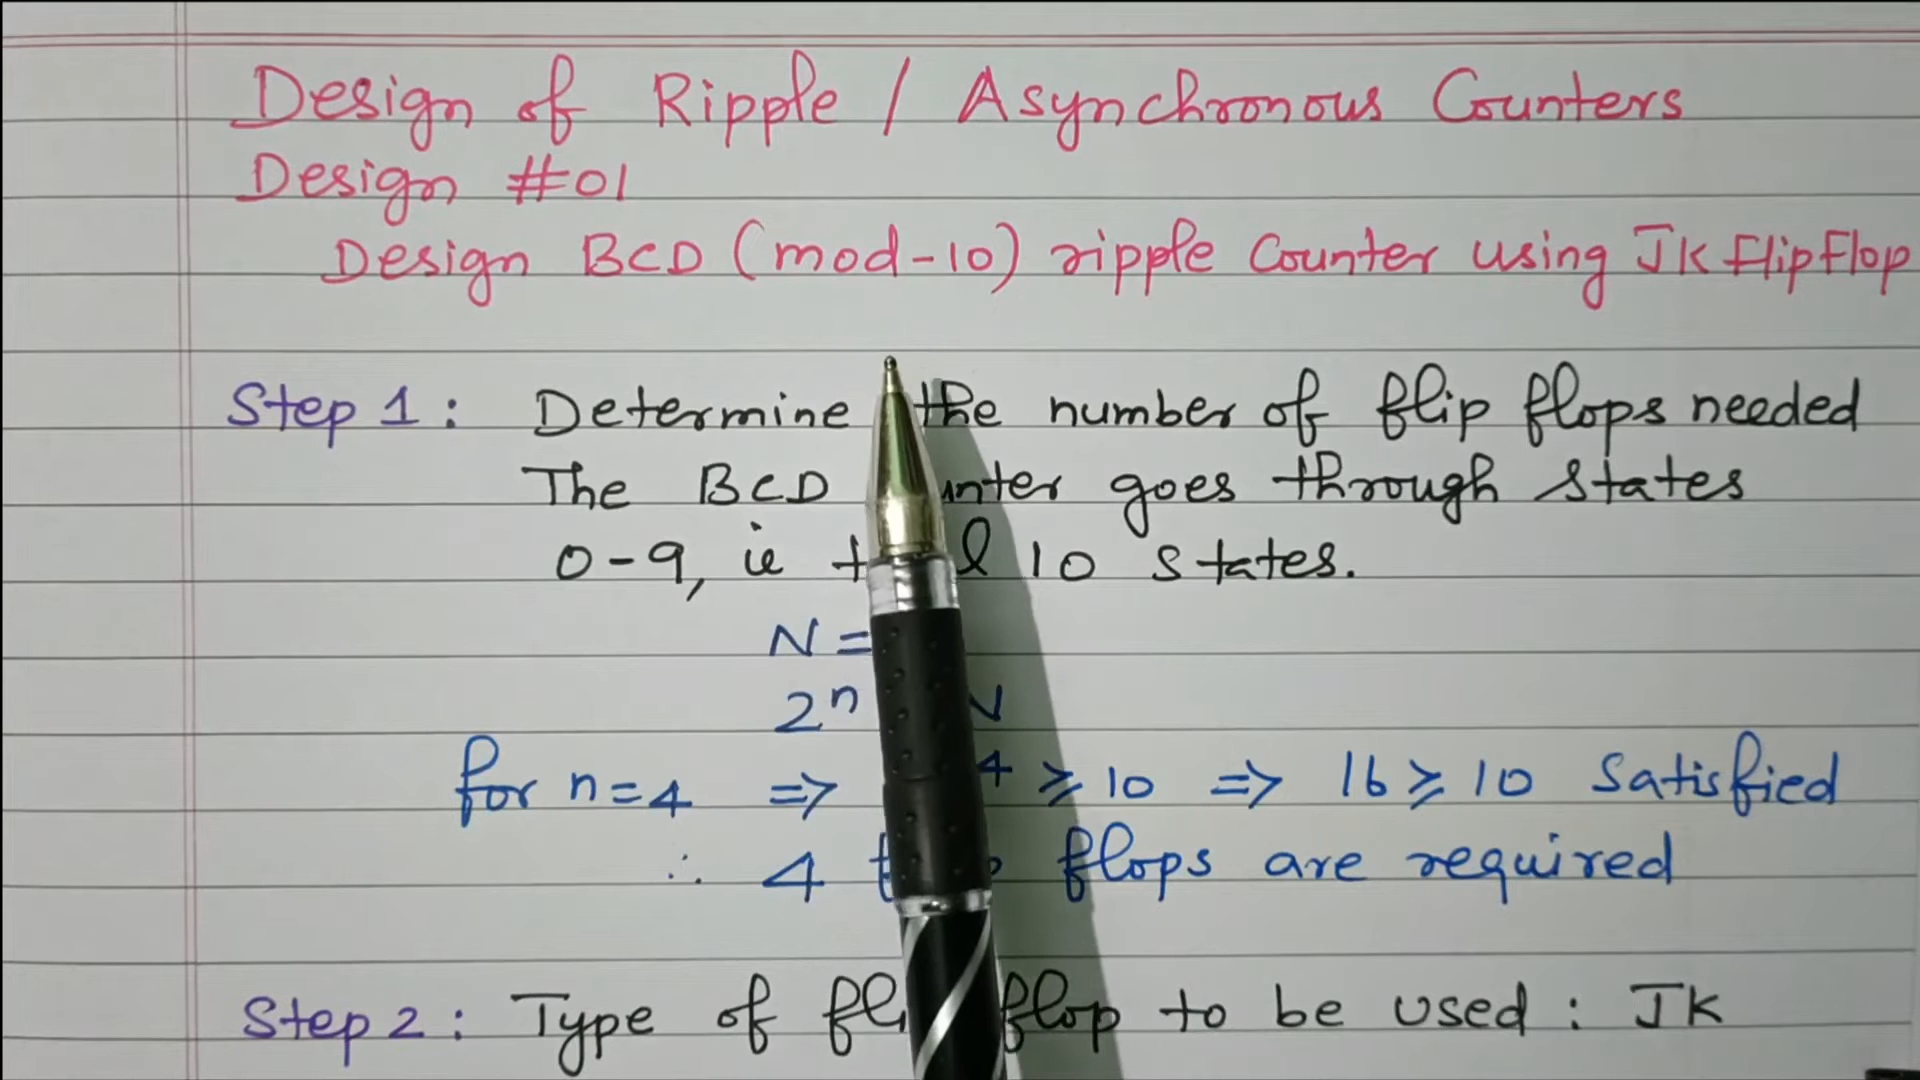 Design of Ripple / Asynchronous Counters
Design #01
Design BCD (mod-10) ripple Counter using JK FlipFlop
Step 1: Determine the number of flip flops needed
The BCD goes through states
0-9, ie 10 states.
N =
2ⁿ
for n=4 => ⁴ ⩾ 10 => 16 ⩾ 10 Satisfied
∴ 4 flops are required
Step 2: Type of flop to be used: JK